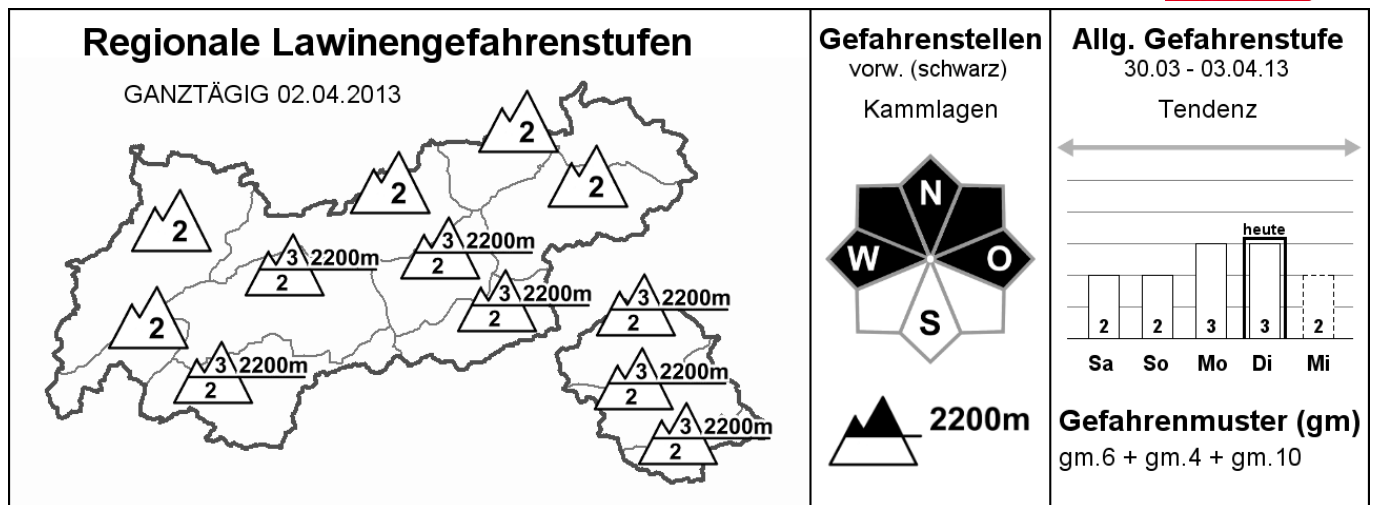 Regionale Lawinengefahrenstufen
GANZTÄGIG 02.04.2013
2
2
2
2
3 2200m
2
3 2200m
2
3 2200m
2
2
3 2200m
2
3 2200m
2
3 2200m
2
3 2200m
2
Gefahrenstellen
vorw. (schwarz)
Kammlagen
N
W
O
S
2200m
Allg. Gefahrenstufe
30.03 - 03.04.13
Tendenz
heute
2 2 3 3 2
Sa So Mo Di Mi
Gefahrenmuster (gm)
gm.6 + gm.4 + gm.10